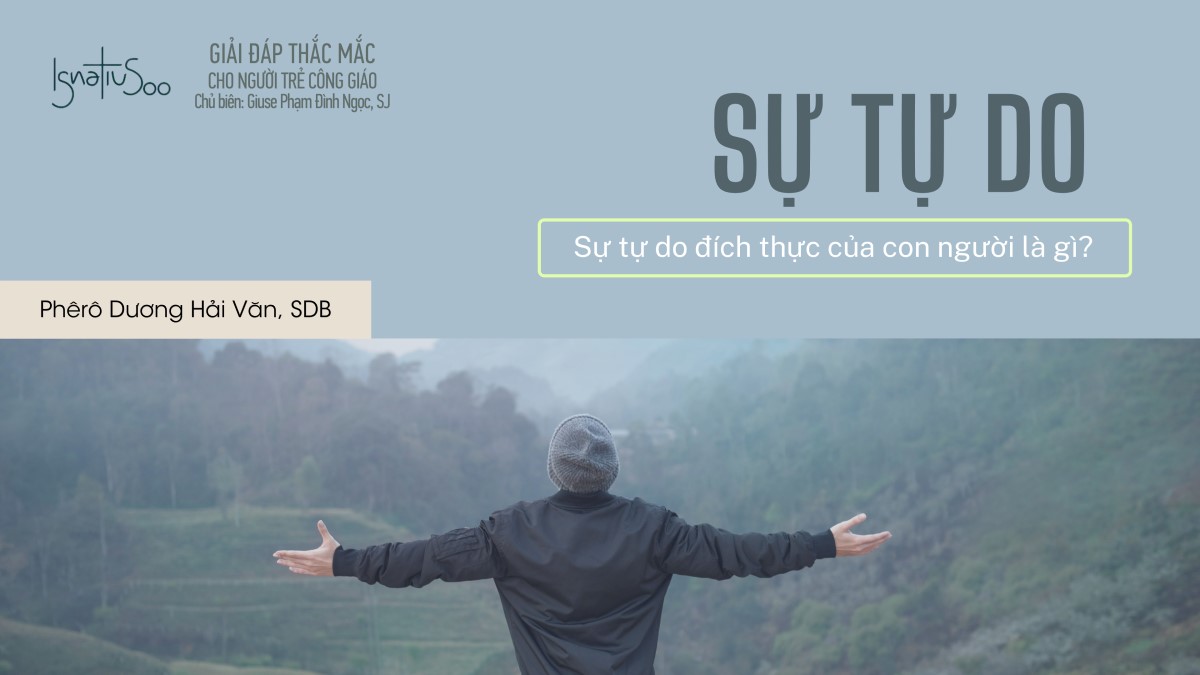 Ignatius500
GIẢI ĐÁP THẮC MẮC
CHO NGƯỜI TRẺ CÔNG GIÁO
Chủ biên: Giuse Phạm Đình Ngọc, SJ
SỰ TỰ DO
Sự tự do đích thực của con người là gì?
Phêrô Dương Hải Văn, SDB